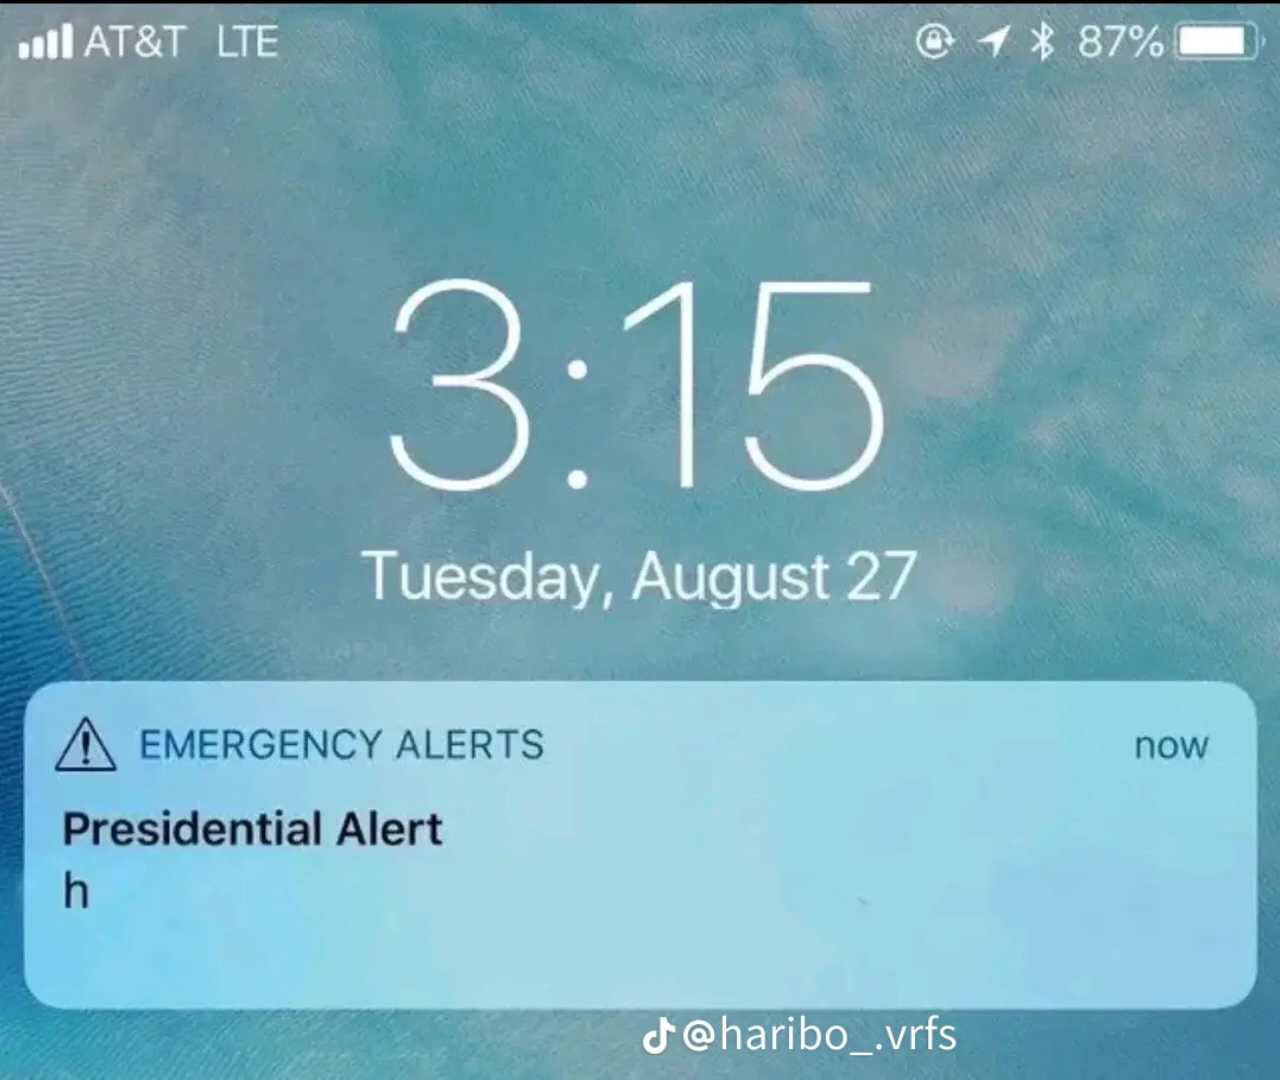 AT&T LTE 87%
3:15
Tuesday, August 27
EMERGENCY ALERTS now
Presidential Alert
h
@haribo_.vrfs